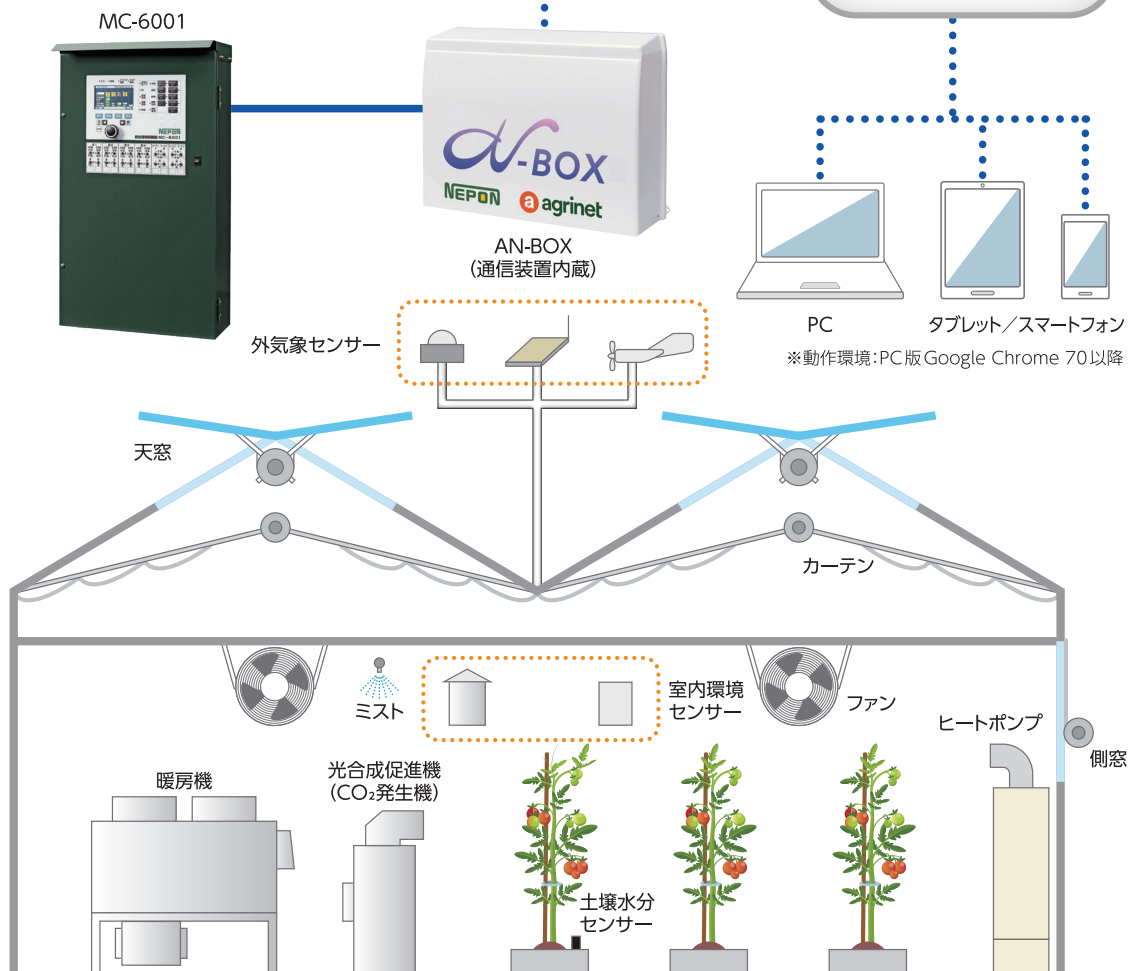 MC-6001
NEPON
MC-6001
N-BOX
NEPON
a agrinet
AN-BOX
（通信装置内蔵）
PC
タブレット／スマートフォン
※動作環境：PC版Google Chrome 70以降
外気象センサー
天窓
カーテン
ミスト
室内環境
センサー
ファン
ヒートポンプ
側窓
暖房機
光合成促進機
（CO₂発生機）
土壌水分
センサー